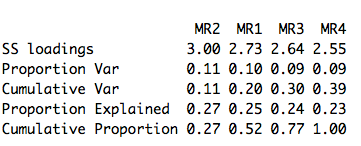 MR2 MR1 MR3 MR4
SS loadings 3.00 2.73 2.64 2.55
Proportion Var 0.11 0.10 0.09 0.09
Cumulative Var 0.11 0.20 0.30 0.39
Proportion Explained 0.27 0.25 0.24 0.23
Cumulative Proportion 0.27 0.52 0.77 1.00